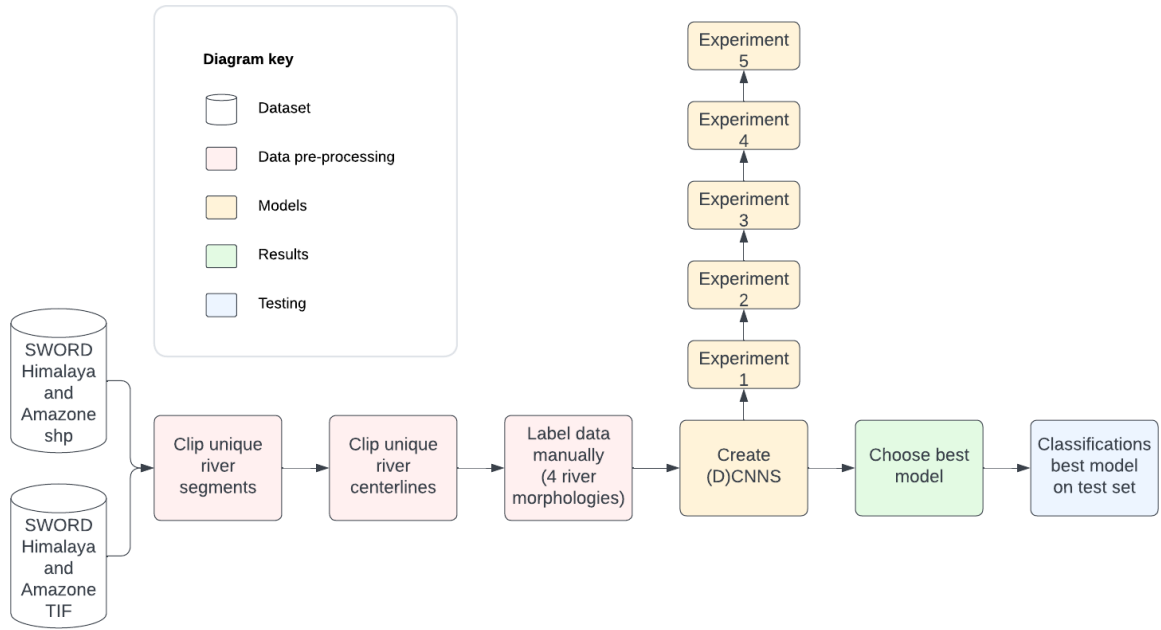 Diagram key
Dataset
Data pre-processing
Models
Results
Testing
Experiment
5
Experiment
4
Experiment
3
Experiment
2
Experiment
1
SWORD
Himalaya
and
Amazone
shp
SWORD
Himalaya
and
Amazone
TIF
Clip unique
river
segments
Clip unique
river
centerlines
Label data
manually
(4 river
morphologies)
Create
(D)CNNS
Choose best
model
Classifications
best model
on test set